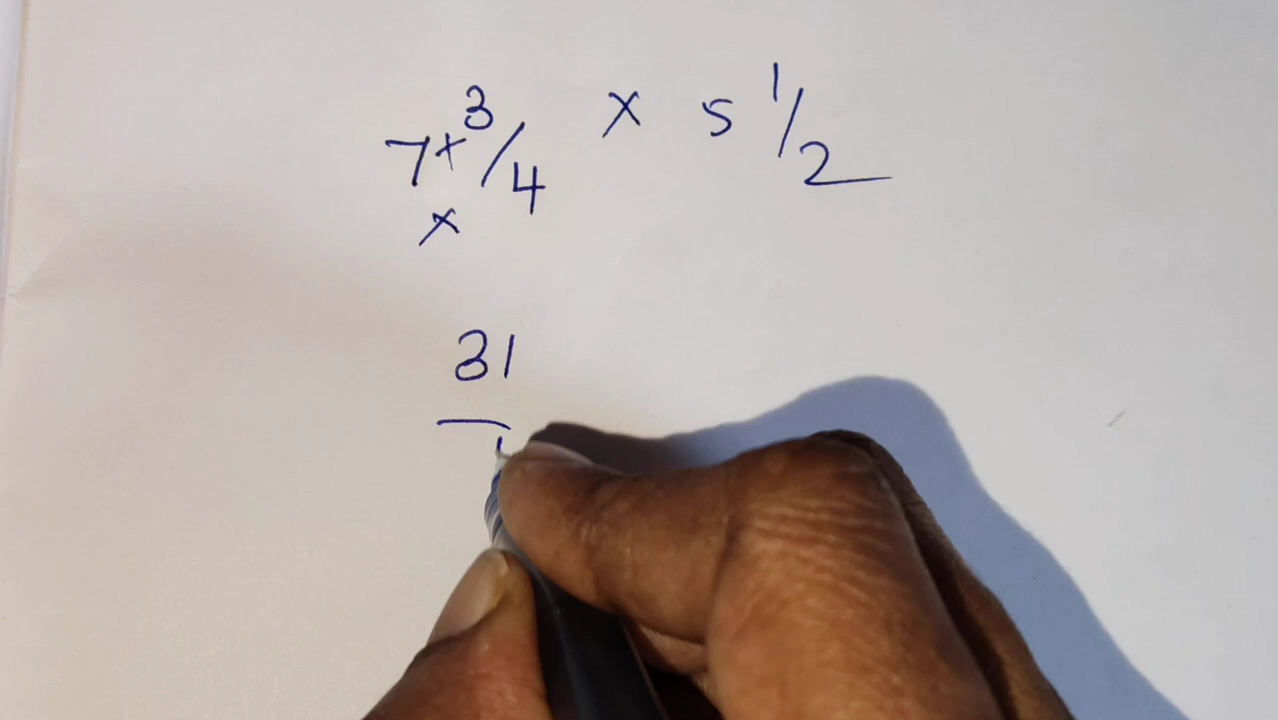 7+3/4 × 5 1/2
×
31